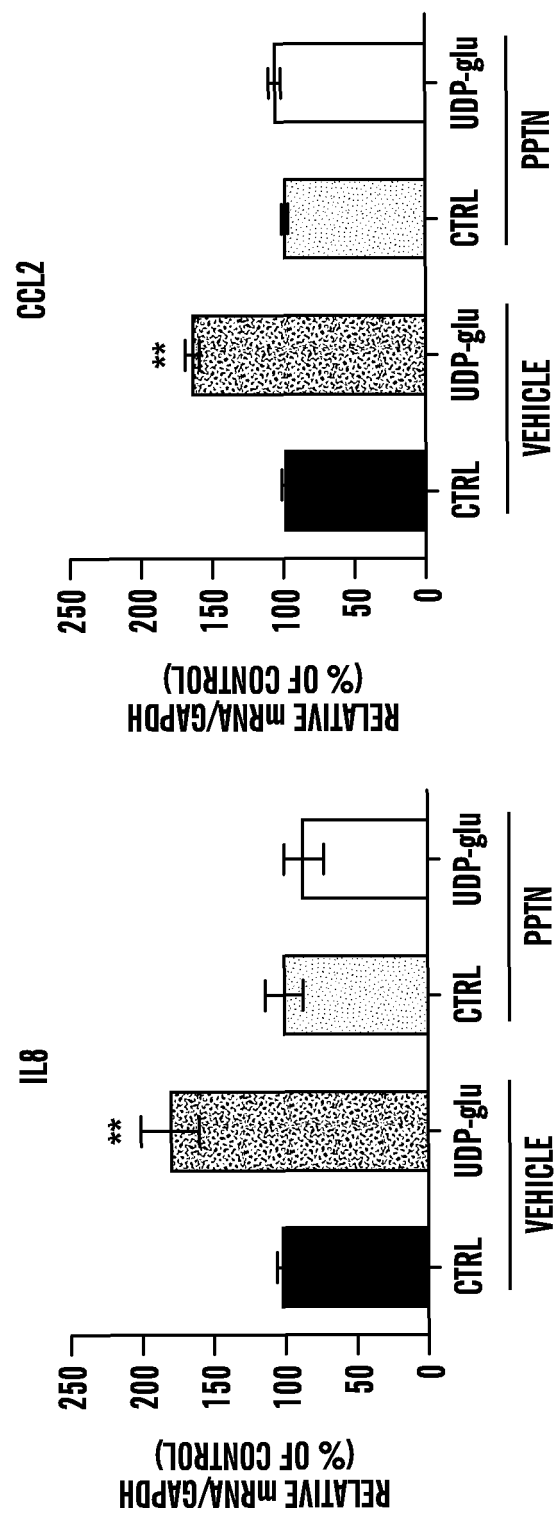 IL8
RELATIVE mRNA/GAPDH
(% OF CONTROL)
250
200
150
100
50
0
CTRL
UDP-glu
CTRL
UDP-glu
VEHICLE
PPTN
**
CCL2
RELATIVE mRNA/GAPDH
(% OF CONTROL)
250
200
150
100
50
0
CTRL
UDP-glu
CTRL
UDP-glu
VEHICLE
PPTN
**